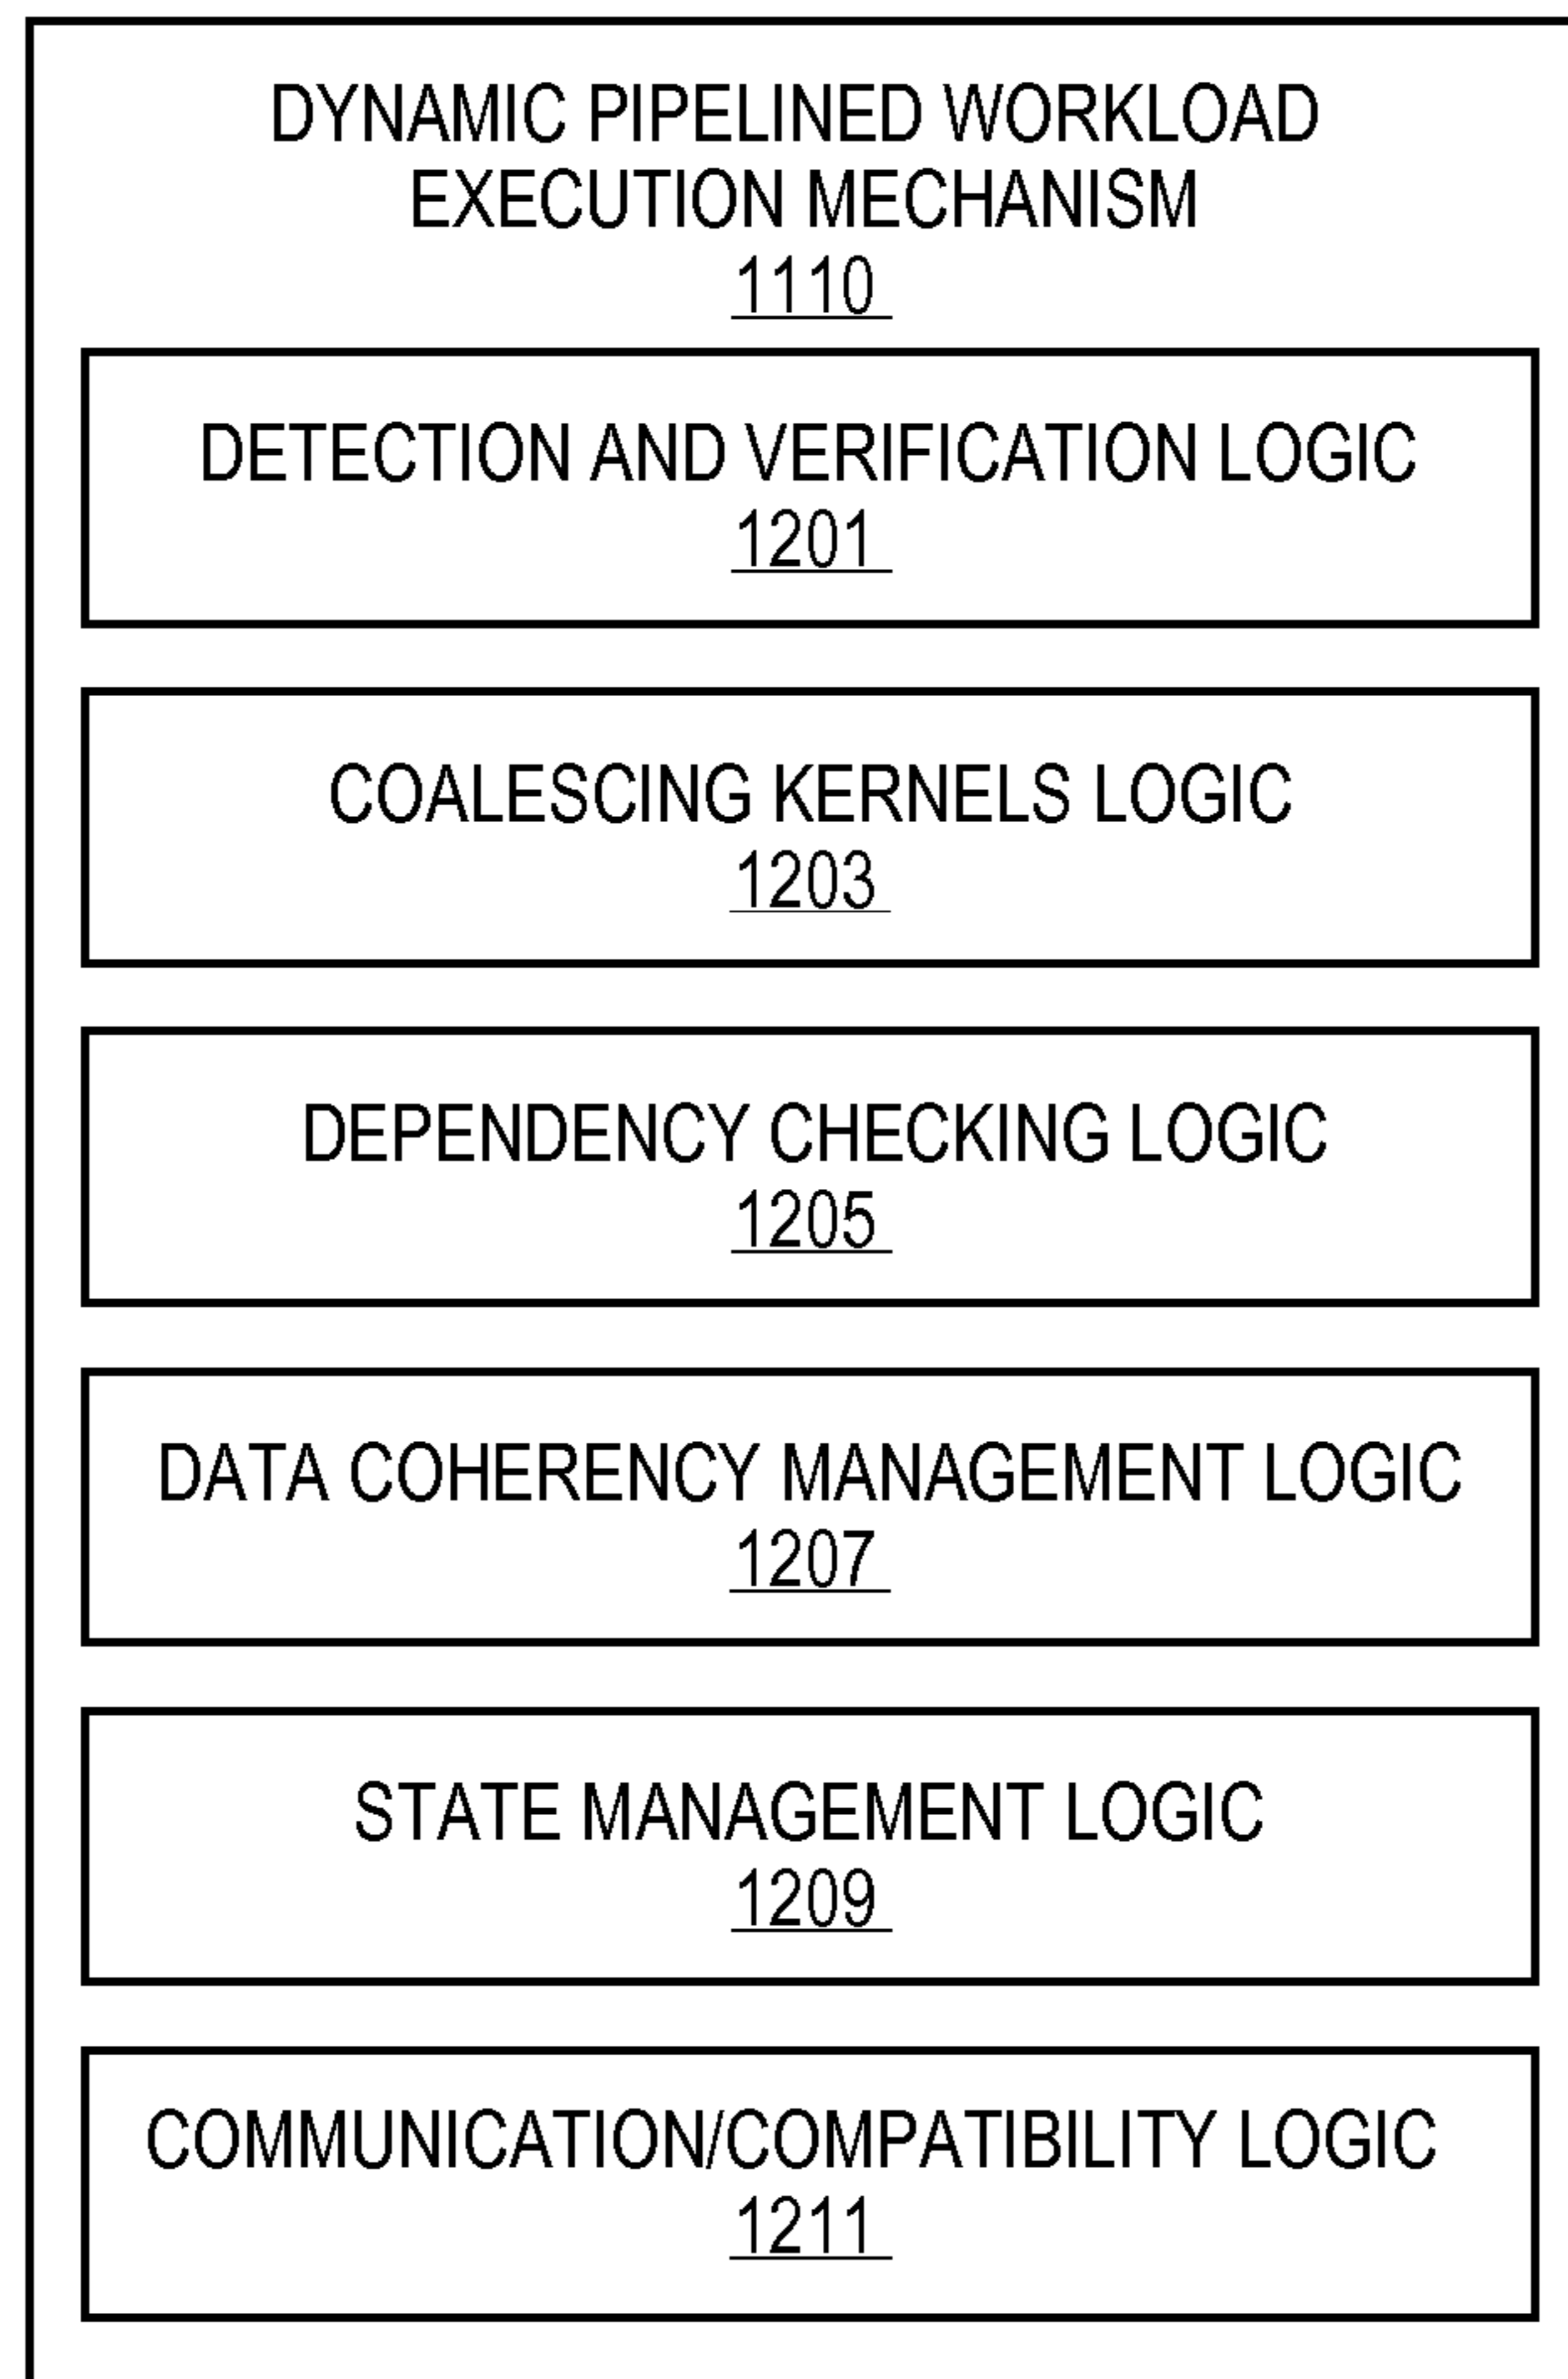 DYNAMIC PIPELINED WORKLOAD
EXECUTION MECHANISM
1110
DETECTION AND VERIFICATION LOGIC
1201
COALESCING KERNELS LOGIC
1203
DEPENDENCY CHECKING LOGIC
1205
DATA COHERENCY MANAGEMENT LOGIC
1207
STATE MANAGEMENT LOGIC
1209
COMMUNICATION/COMPATIBILITY LOGIC
1211